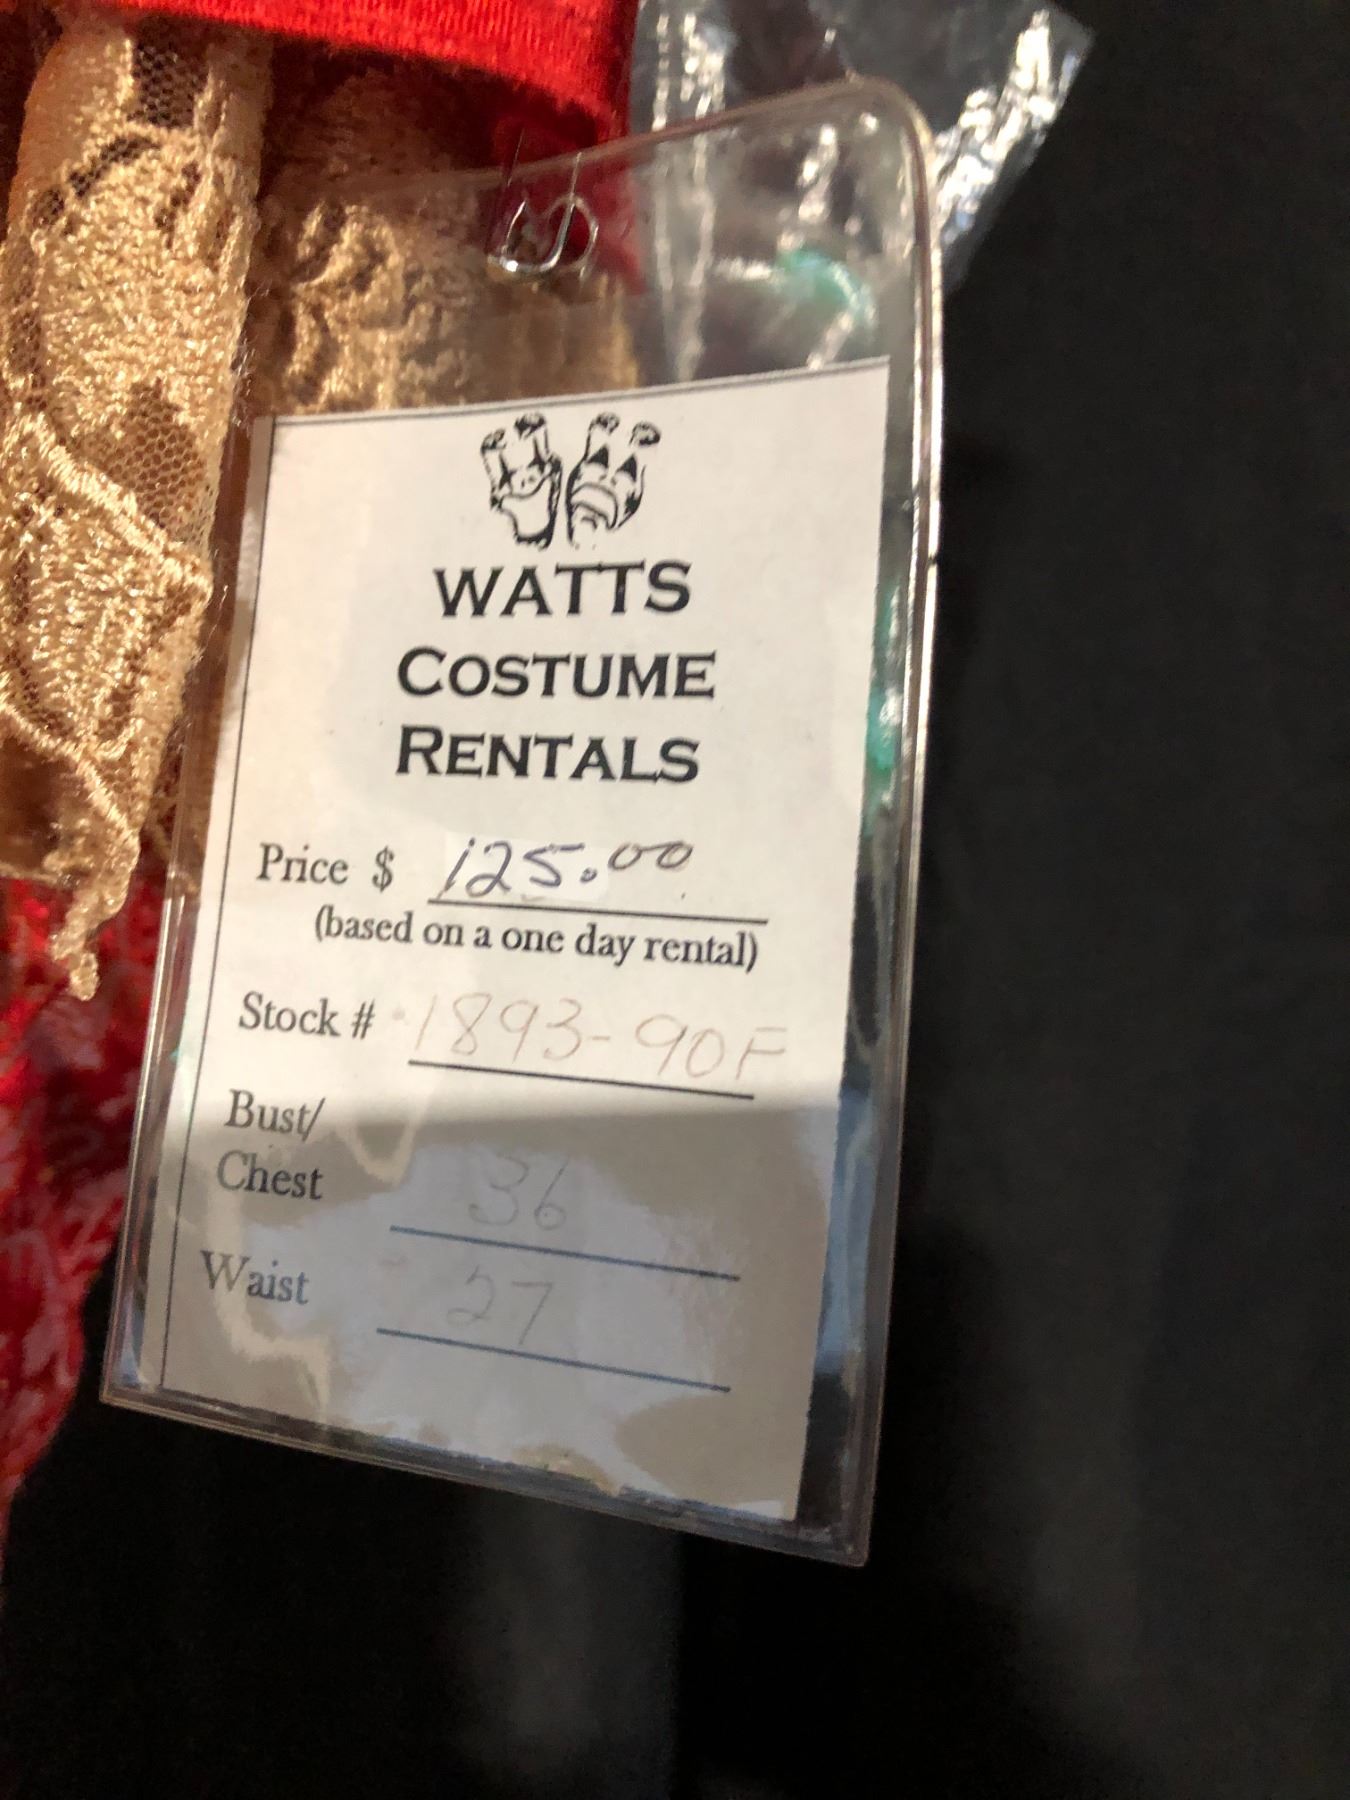 WATTS
COSTUME
RENTALS
Price $ 125.00
(based on a one day rental)
Stock # 1893-90F
Bust/
Chest 36
Waist 27